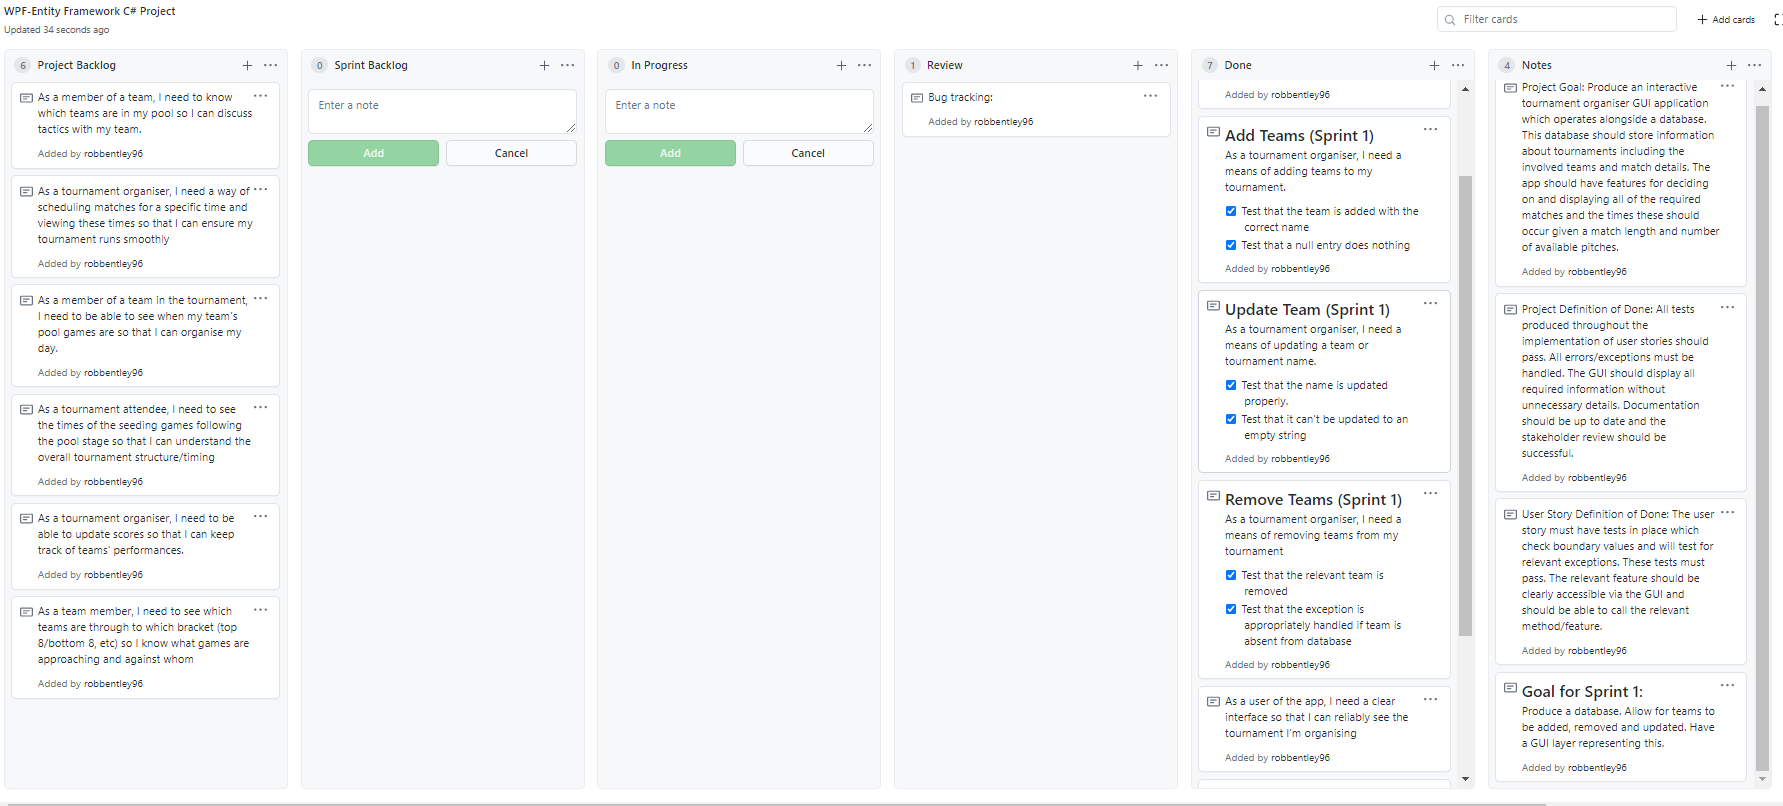 WPF-Entity Framework C# Project
Updated 34 seconds ago
Filter cards
Add cards
6 Project Backlog
As a member of a team, I need to know
which teams are in my pool so I can discuss
tactics with my team.
Added by robbentley96
As a tournament organiser, I need a way of
scheduling matches for a specific time and
viewing these times so that I can ensure my
tournament runs smoothly
Added by robbentley96
As a member of a team in the tournament,
I need to be able to see when my team's
pool games are so that I can organise my
day.
Added by robbentley96
As a tournament attendee, I need to see
the times of the seeding games following
the pool stage so that I can understand the
overall tournament structure/timing
Added by robbentley96
As a tournament organiser, I need to be
able to update scores so that I can keep
track of teams' performances.
Added by robbentley96
As a team member, I need to see which
teams are through to which bracket (top
8/bottom 8, etc) so I know what games are
approaching and against whom
Added by robbentley96
0 Sprint Backlog
Enter a note
Add
Cancel
0 In Progress
Enter a note
Add
Cancel
1 Review
Bug tracking:
Added by robbentley96
7 Done
Added by robbentley96
Add Teams (Sprint 1)
As a tournament organiser, I need a
means of adding teams to my
tournament.
Test that the team is added with the
correct name
Test that a null entry does nothing
Added by robbentley96
Update Team (Sprint 1)
As a tournament organiser, I need a
means of updating a team or
tournament name.
Test that the name is updated
properly.
Test that it can't be updated to an
empty string
Added by robbentley96
Remove Teams (Sprint 1)
As a tournament organiser, I need a
means of removing teams from my
tournament
Test that the relevant team is
removed
Test that the exception is
appropriately handled if team is
absent from database
Added by robbentley96
As a user of the app, I need a clear
interface so that I can reliably see the
tournament I'm organising
Added by robbentley96
4 Notes
Project Goal: Produce an interactive
tournament organiser GUI application
which operates alongside a database.
This database should store information
about tournaments including the
involved teams and match details. The
app should have features for deciding
on and displaying all of the required
matches and the times these should
occur given a match length and number
of available pitches.
Added by robbentley96
Project Definition of Done: All tests
produced throughout the
implementation of user stories should
pass. All errors/exceptions must be
handled. The GUI should display all
required information without
unnecessary details. Documentation
should be up to date and the
stakeholder review should be
successful.
Added by robbentley96
User Story Definition of Done: The user
story must have tests in place which
check boundary values and will test for
relevant exceptions. These tests must
pass. The relevant feature should be
clearly accessible via the GUI and
should be able to call the relevant
method/feature.
Added by robbentley96
Goal for Sprint 1:
Produce a database. Allow for teams to
be added, removed and updated. Have
a GUI layer representing this.
Added by robbentley96